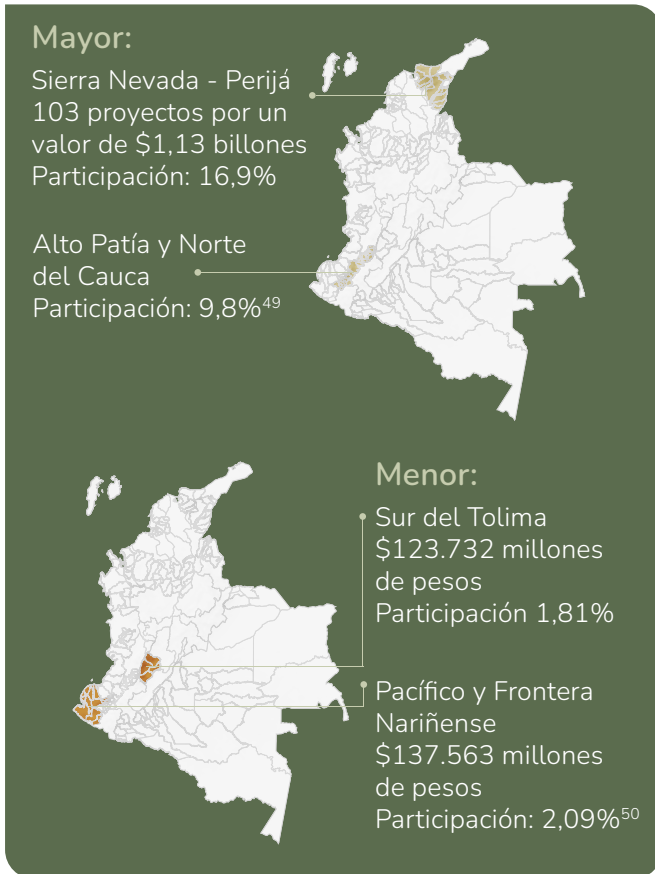 Mayor:
Sierra Nevada - Perijá
103 proyectos por un
valor de $1,13 billones
Participación: 16,9%
Alto Patía y Norte
del Cauca
Participación: 9,8%⁴⁹
Menor:
Sur del Tolima
$123.732 millones
de pesos
Participación 1,81%
Pacífico y Frontera
Nariñense
$137.563 millones
de pesos
Participación: 2,09%⁵⁰